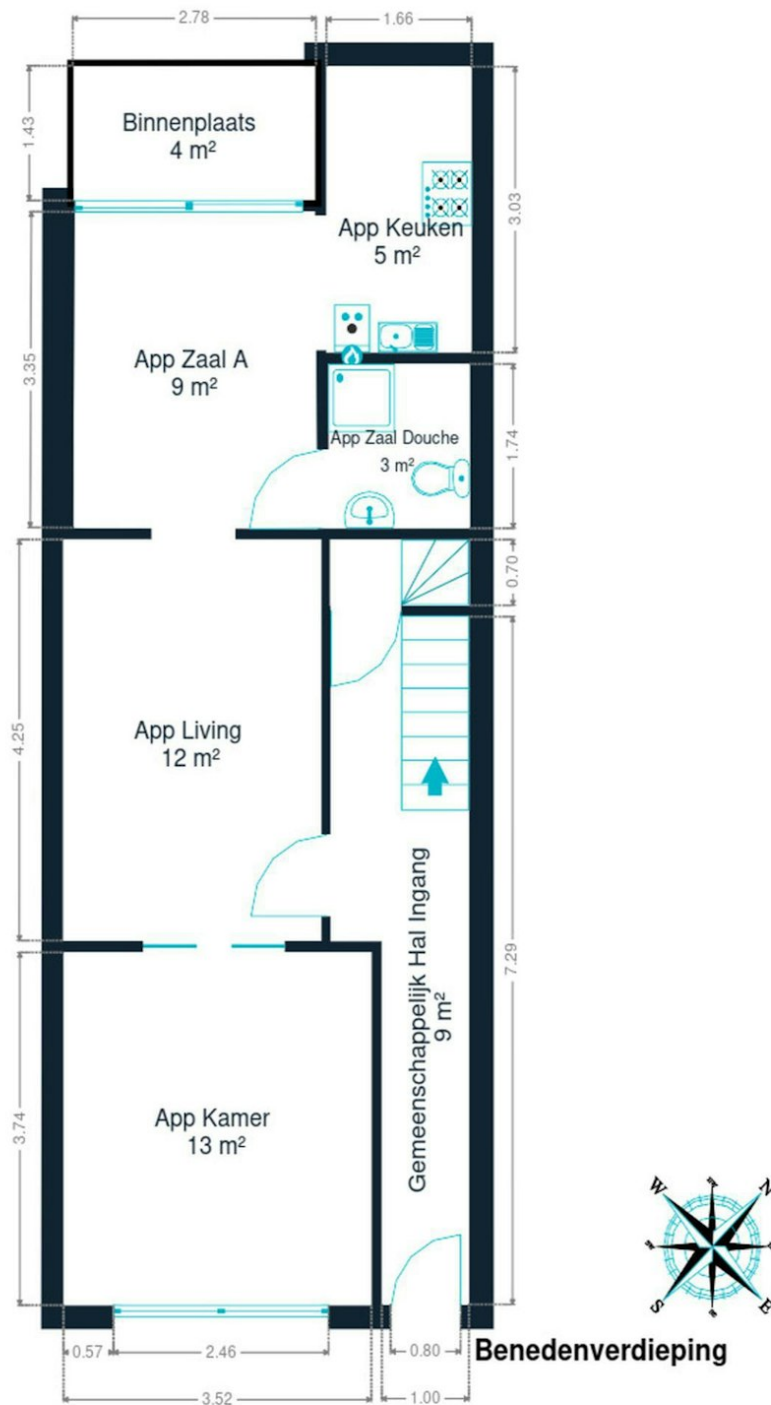 2.78
1.66
1.43
Binnenplaats
4 m²
App Keuken
5 m²
3.03
3.35
App Zaal A
9 m²
App Zaal Douche
3 m²
1.74
0.70
4.25
App Living
12 m²
Gemeenschappelijk Hal Ingang
9 m²
7.29
3.74
App Kamer
13 m²
W
N
S
E
Benedenverdieping
0.57
2.46
0.80
3.52
1.00